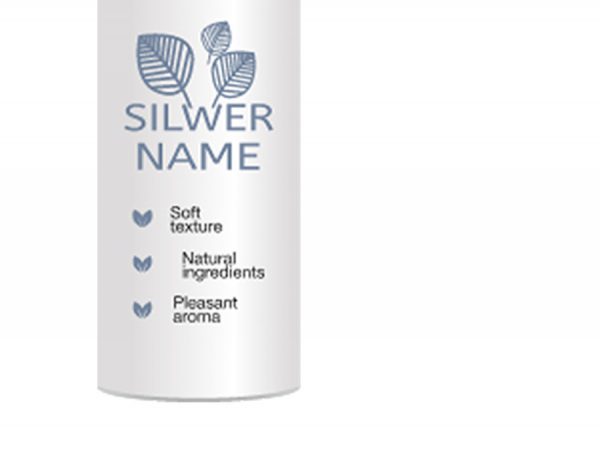 SILWER
NAME
Soft
texture
Natural
ingredients
Pleasant
aroma